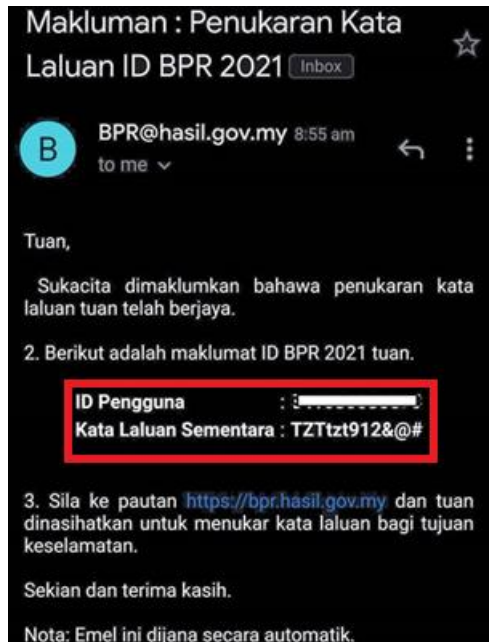 Makluman : Penukaran Kata
Laluan ID BPR 2021 Inbox
B
BPR@hasil.gov.my 8:55 am
to me
Tuan,
Sukacita dimaklumkan bahawa penukaran kata
laluan tuan telah berjaya.
2. Berikut adalah maklumat ID BPR 2021 tuan.
ID Pengguna :
Kata Laluan Sementara : TZTtzt912&@#
3. Sila ke pautan https://bpr.hasil.gov.my dan tuan
dinasihatkan untuk menukar kata laluan bagi tujuan
keselamatan.
Sekian dan terima kasih.
Nota: Emel ini dijana secara automatik.